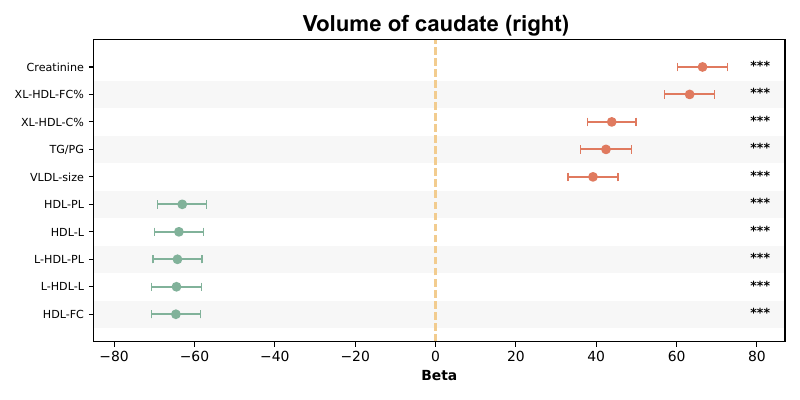 Volume of caudate (right)
Creatinine ***
XL-HDL-FC% ***
XL-HDL-C% ***
TG/PG ***
VLDL-size ***
HDL-PL ***
HDL-L ***
L-HDL-PL ***
L-HDL-L ***
HDL-FC ***
−80 −60 −40 −20 0 20 40 60 80
Beta